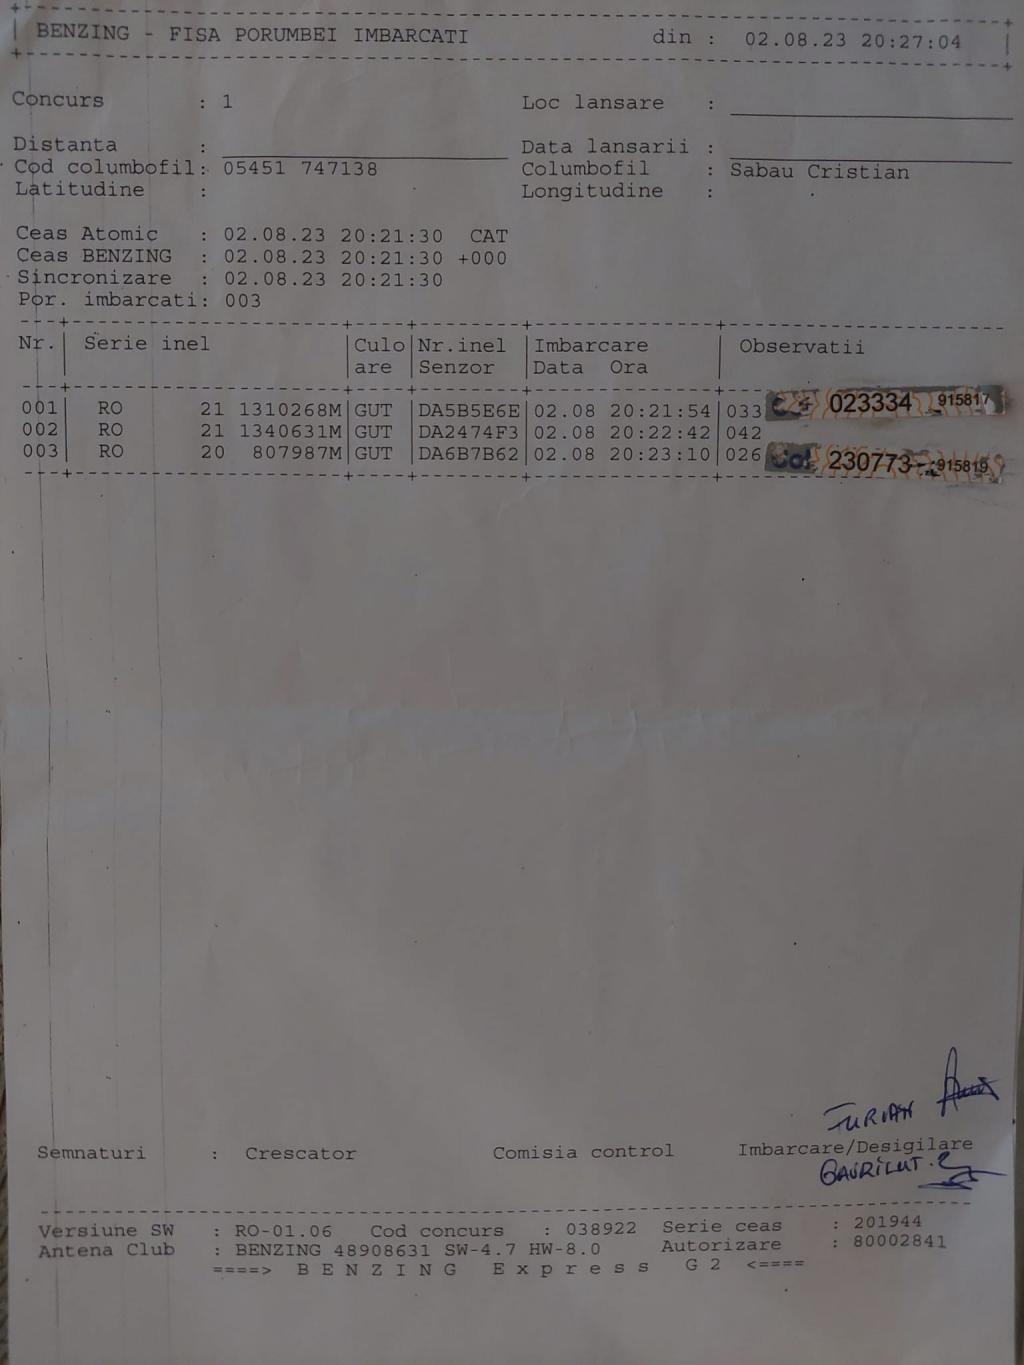 BENZING - FISA PORUMBEI IMBARCATI din : 02.08.23 20:27:04
Concurs : 1 Loc lansare :
Distanta : Data lansarii :
Cod columbofil: 05451 747138 Columbofil : Sabau Cristian
Latitudine : Longitudine :
Ceas Atomic : 02.08.23 20:21:30 CAT
Ceas BENZING : 02.08.23 20:21:30 +000
Sincronizare : 02.08.23 20:21:30
Por. imbarcati: 003
Nr. Serie inel Culo Nr.inel Imbarcare Observatii
are Senzor Data Ora
001 RO 21 1310268M GUT DA5B5E6E 02.08 20:21:54 033 023334 915817
002 RO 21 1340631M GUT DA2474F3 02.08 20:22:42 042
003 RO 20 807987M GUT DA6B7B62 02.08 20:23:10 026 230773 915819
Semnaturi : Crescator Comisia control Imbarcare/Desigilare
Versiune SW : RO-01.06 Cod concurs : 038922 Serie ceas : 201944
Antena Club : BENZING 48908631 SW-4.7 HW-8.0 Autorizare : 80002841
====> B E N Z I N G E x p r e s s G 2 <====